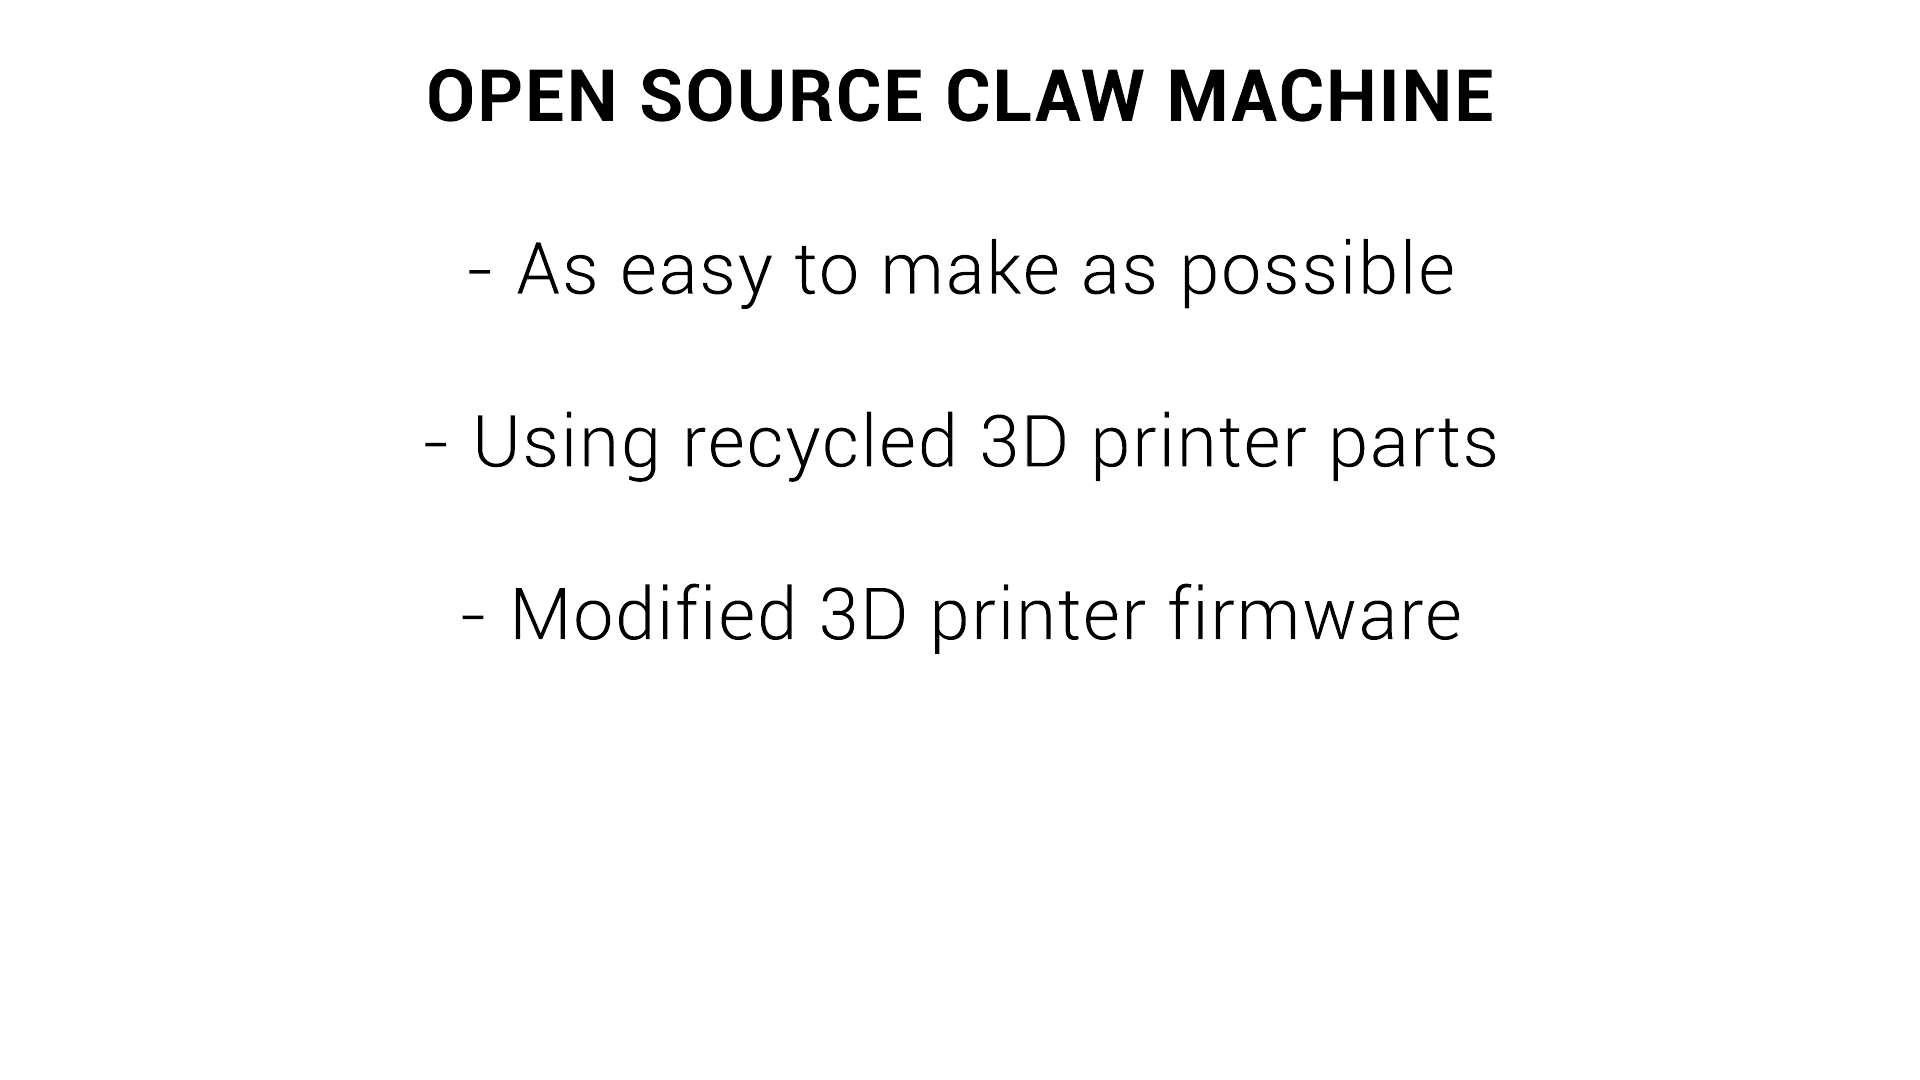 OPEN SOURCE CLAW MACHINE
- As easy to make as possible
- Using recycled 3D printer parts
- Modified 3D printer firmware